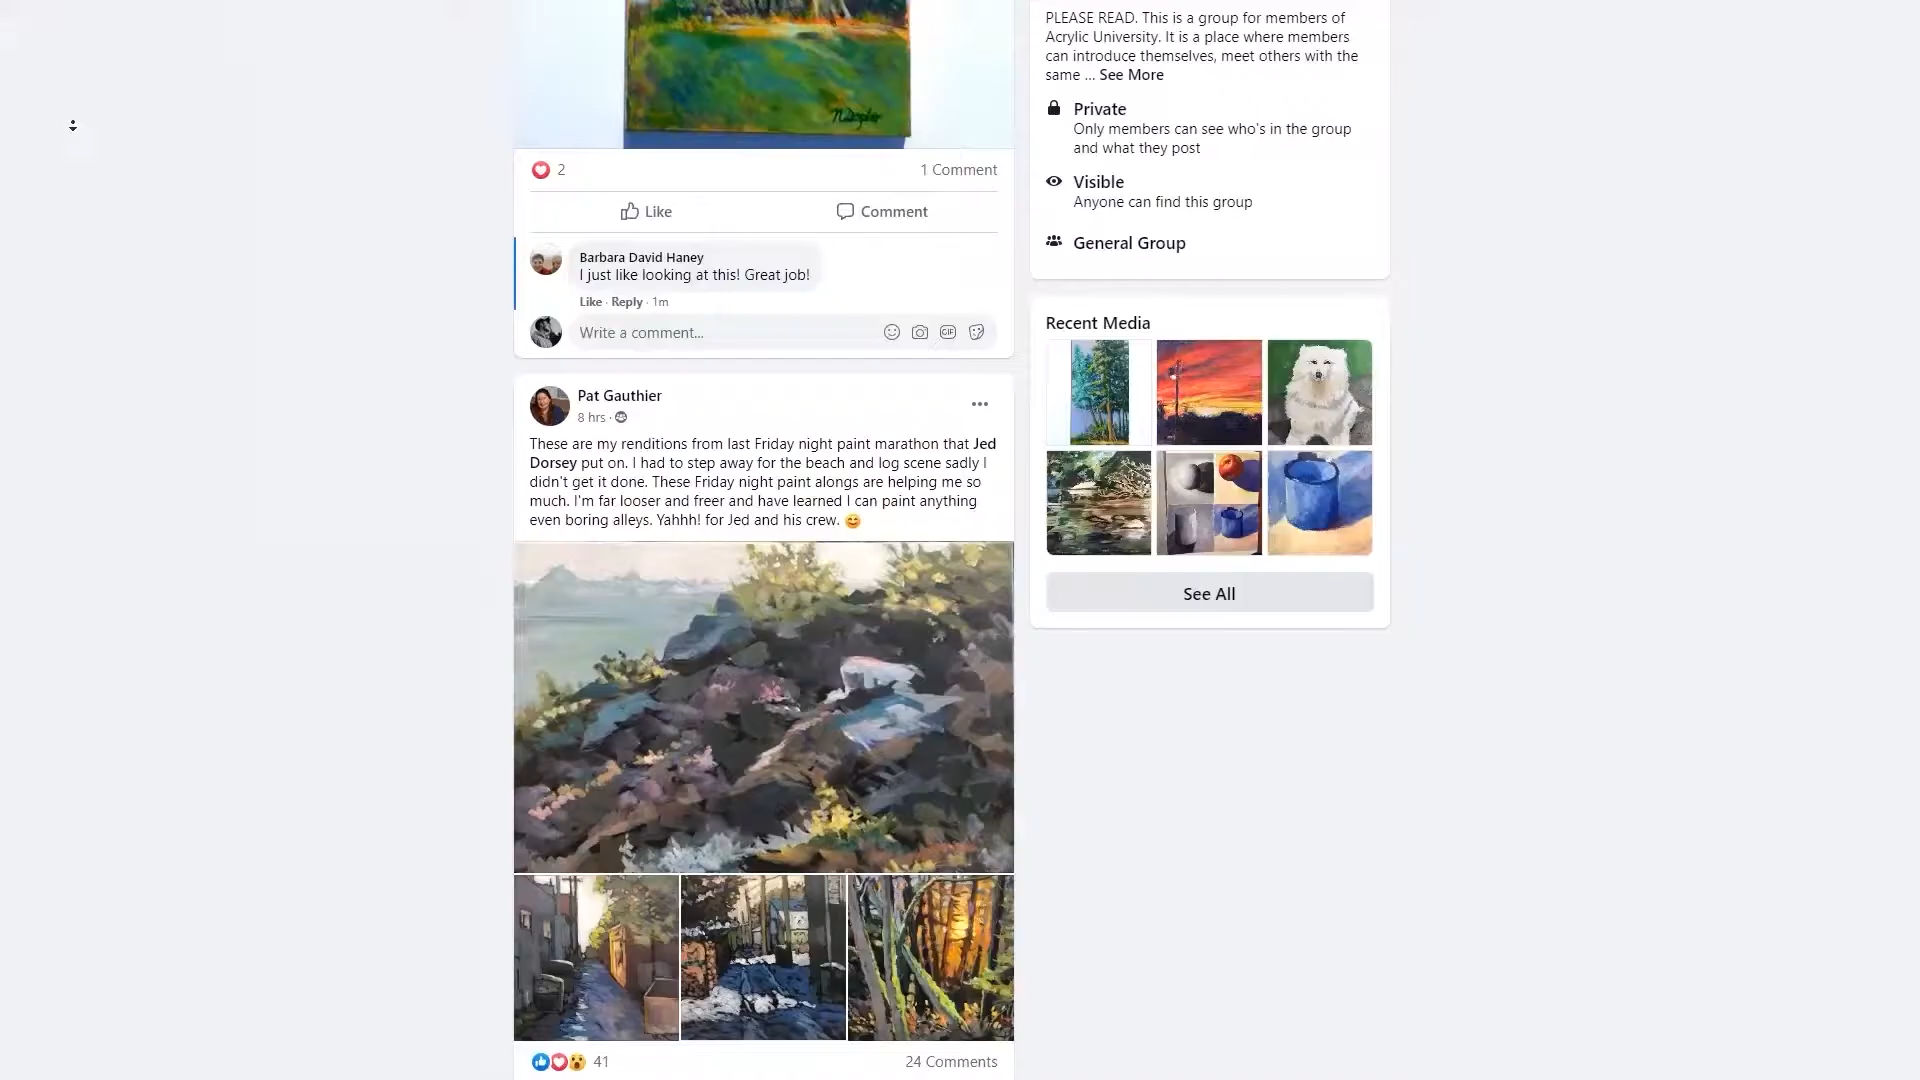 2
1 Comment
Like
Comment
Barbara David Haney
I just like looking at this! Great job!
Like · Reply · 1m
Write a comment...
GIF
Pat Gauthier
8 hrs ·
These are my renditions from last Friday night paint marathon that Jed
Dorsey put on. I had to step away for the beach and log scene sadly I
didn't get it done. These Friday night paint alongs are helping me so
much. I'm far looser and freer and have learned I can paint anything
even boring alleys. Yahhh! for Jed and his crew. 😊
41
24 Comments
PLEASE READ. This is a group for members of
Acrylic University. It is a place where members
can introduce themselves, meet others with the
same ... See More
Private
Only members can see who's in the group
and what they post
Visible
Anyone can find this group
General Group
Recent Media
See All